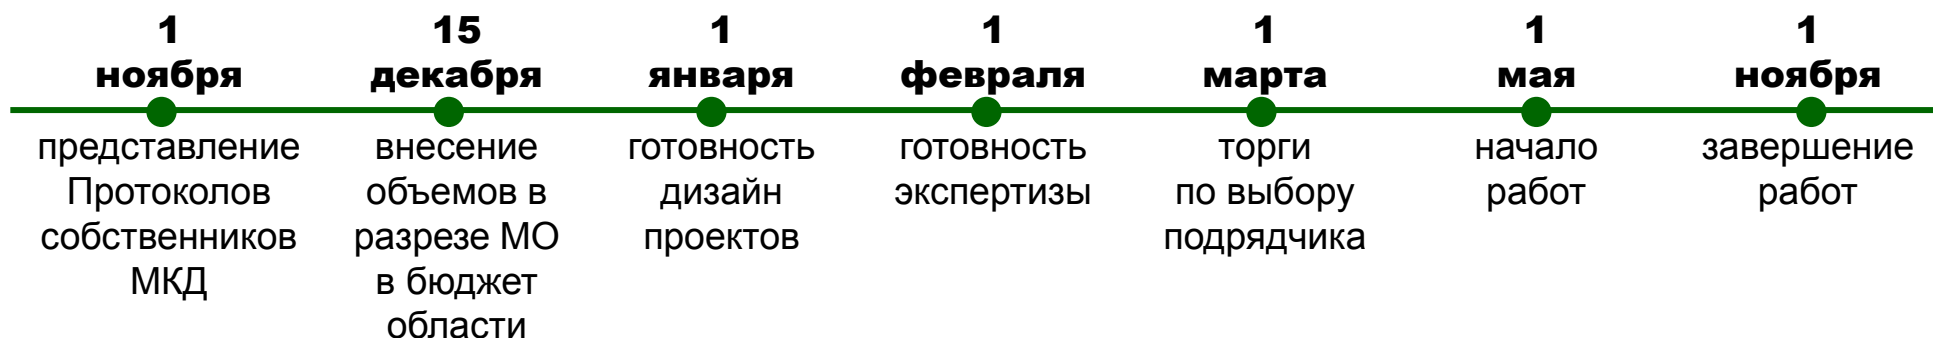 1
ноября
представление
Протоколов
собственников
МКД
15
декабря
внесение
объемов в
разрезе МО
в бюджет
области
1
января
готовность
дизайн
проектов
1
февраля
готовность
экспертизы
1
марта
торги
по выбору
подрядчика
1
мая
начало
работ
1
ноября
завершение
работ